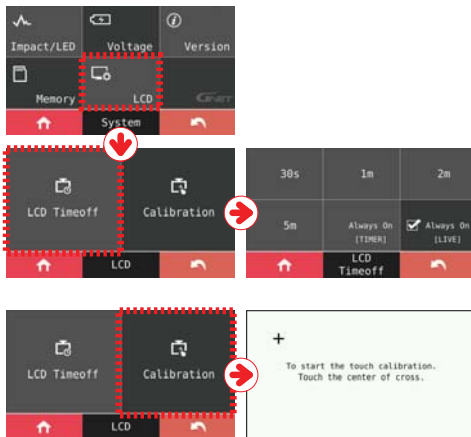 Impact/LED
Voltage
Version
Memory
LCD
GNET
System
LCD Timeoff
Calibration
LCD
30s
1m
2m
5m
Always On
[TIMER]
Always On
[LIVE]
LCD
Timeoff
LCD Timeoff
Calibration
LCD
To start the touch calibration.
Touch the center of cross.